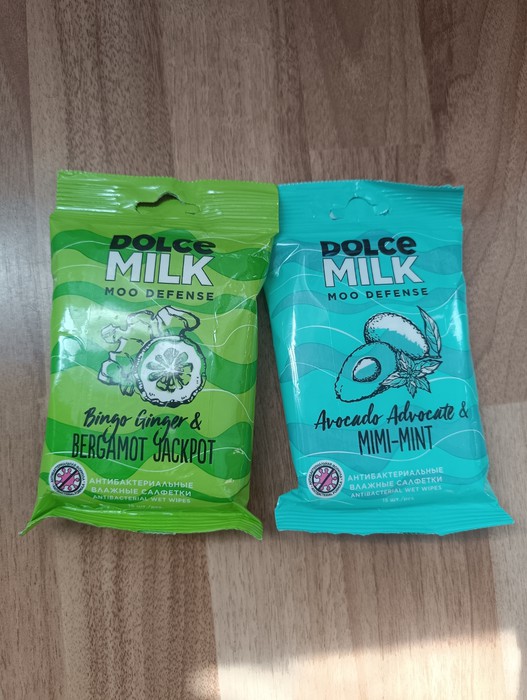 DOLCE
MILK
MOO DEFENSE
Bingo Ginger &
BERGAMOT JACKPOT
АНТИБАКТЕРИАЛЬНЫЕ
ВЛАЖНЫЕ САЛФЕТКИ
ANTIBACTERIAL WET WIPES
DOLCE
MILK
MOO DEFENSE
Avocado Advocate &
MIMI-MINT
АНТИБАКТЕРИАЛЬНЫЕ
ВЛАЖНЫЕ САЛФЕТКИ
ANTIBACTERIAL WET WIPES